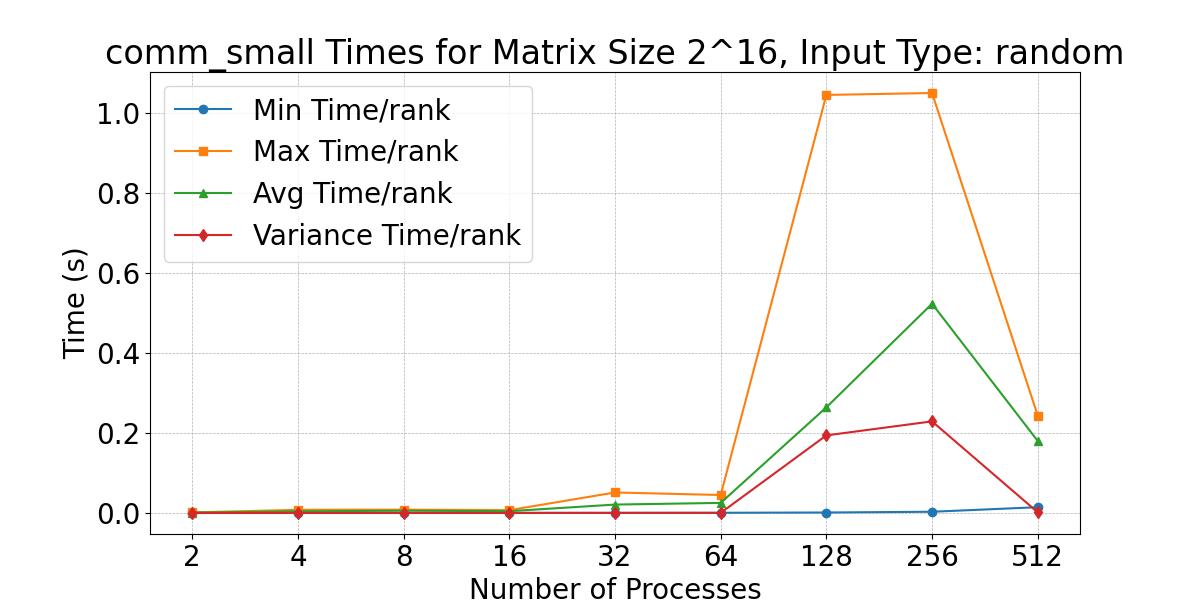 comm_small Times for Matrix Size 2^16, Input Type: random
Min Time/rank
Max Time/rank
Avg Time/rank
Variance Time/rank
Time (s)
1.0
0.8
0.6
0.4
0.2
0.0
2 4 8 16 32 64 128 256 512
Number of Processes